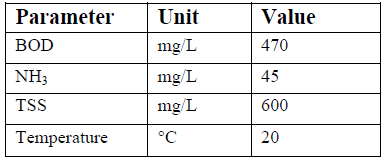 Parameter Unit Value
BOD mg/L 470
NH₃ mg/L 45
TSS mg/L 600
Temperature °C 20